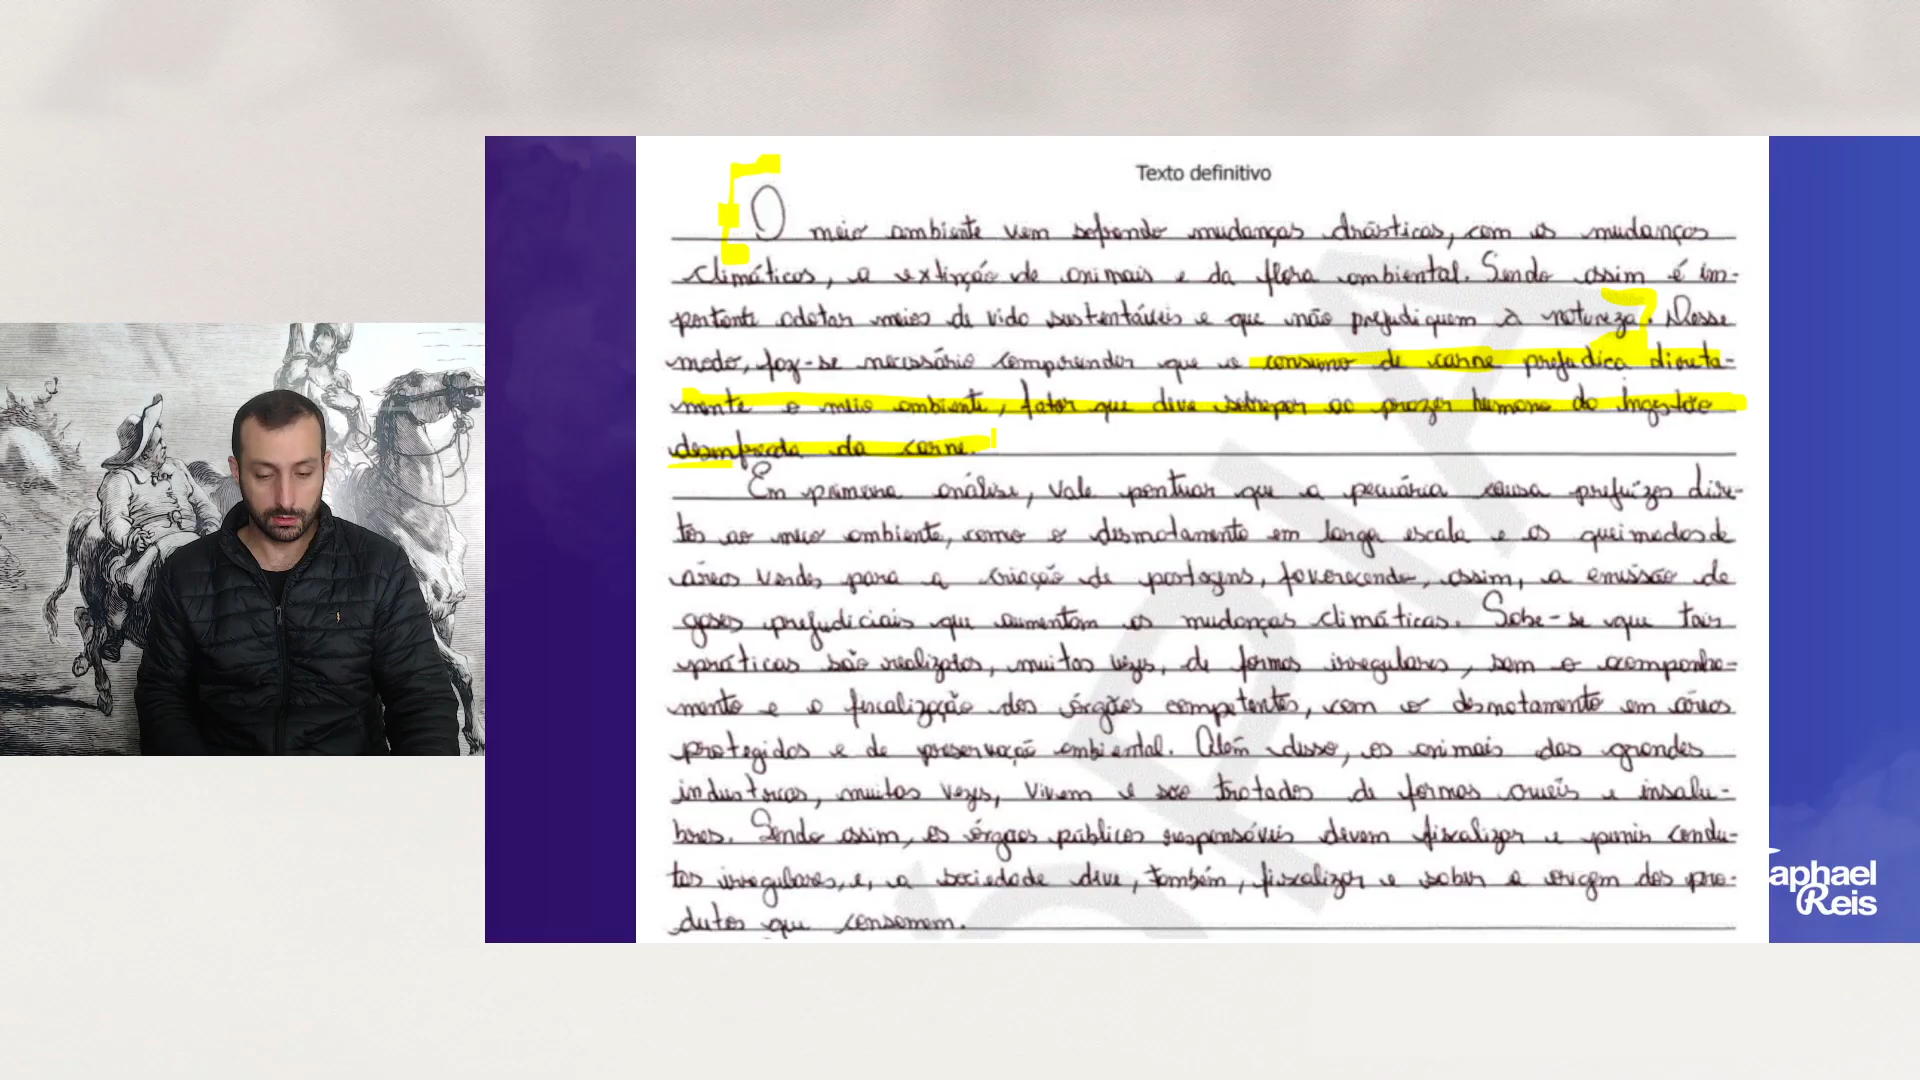 Texto definitivo
O meio ambiente vem sofrendo mudanças drásticas, com as mudanças
climáticas, a extinção de animais e da flora ambiental. Sendo assim é im-
portante adotar meios de vida sustentáveis e que não prejudiquem à natureza. Desse
modo, faz-se necessário compreender que o consumo de carne prejudica direta-
mente o meio ambiente, fator que deve sobrepor ao prazer humano da ingestão
desenfreada da carne.
Em primeira análise, vale pontuar que a pecuária causa prejuízos dire-
tos ao meio ambiente, como o desmatamento em larga escala e as queimadas de
áreas verdes para a criação de pastagens, favorecendo, assim, a emissão de
gases prejudiciais que aumentam as mudanças climáticas. Sabe-se que tais
práticas são realizadas, muitas vezes, de formas irregulares, sem o acompanha-
mento e a fiscalização dos órgãos competentes, com o desmatamento em áreas
protegidas e de preservação ambiental. Além disso, os animais das grandes
industrias, muitas vezes, vivem e são tratados de formas crueis e insalu-
bres. Sendo assim, os órgãos públicos responsáveis devem fiscalizar e punir condu-
tas irregulares, e, a sociedade deve, também, fiscalizar e saber a origem dos pro-
dutos que consomem.
Raphael
Reis